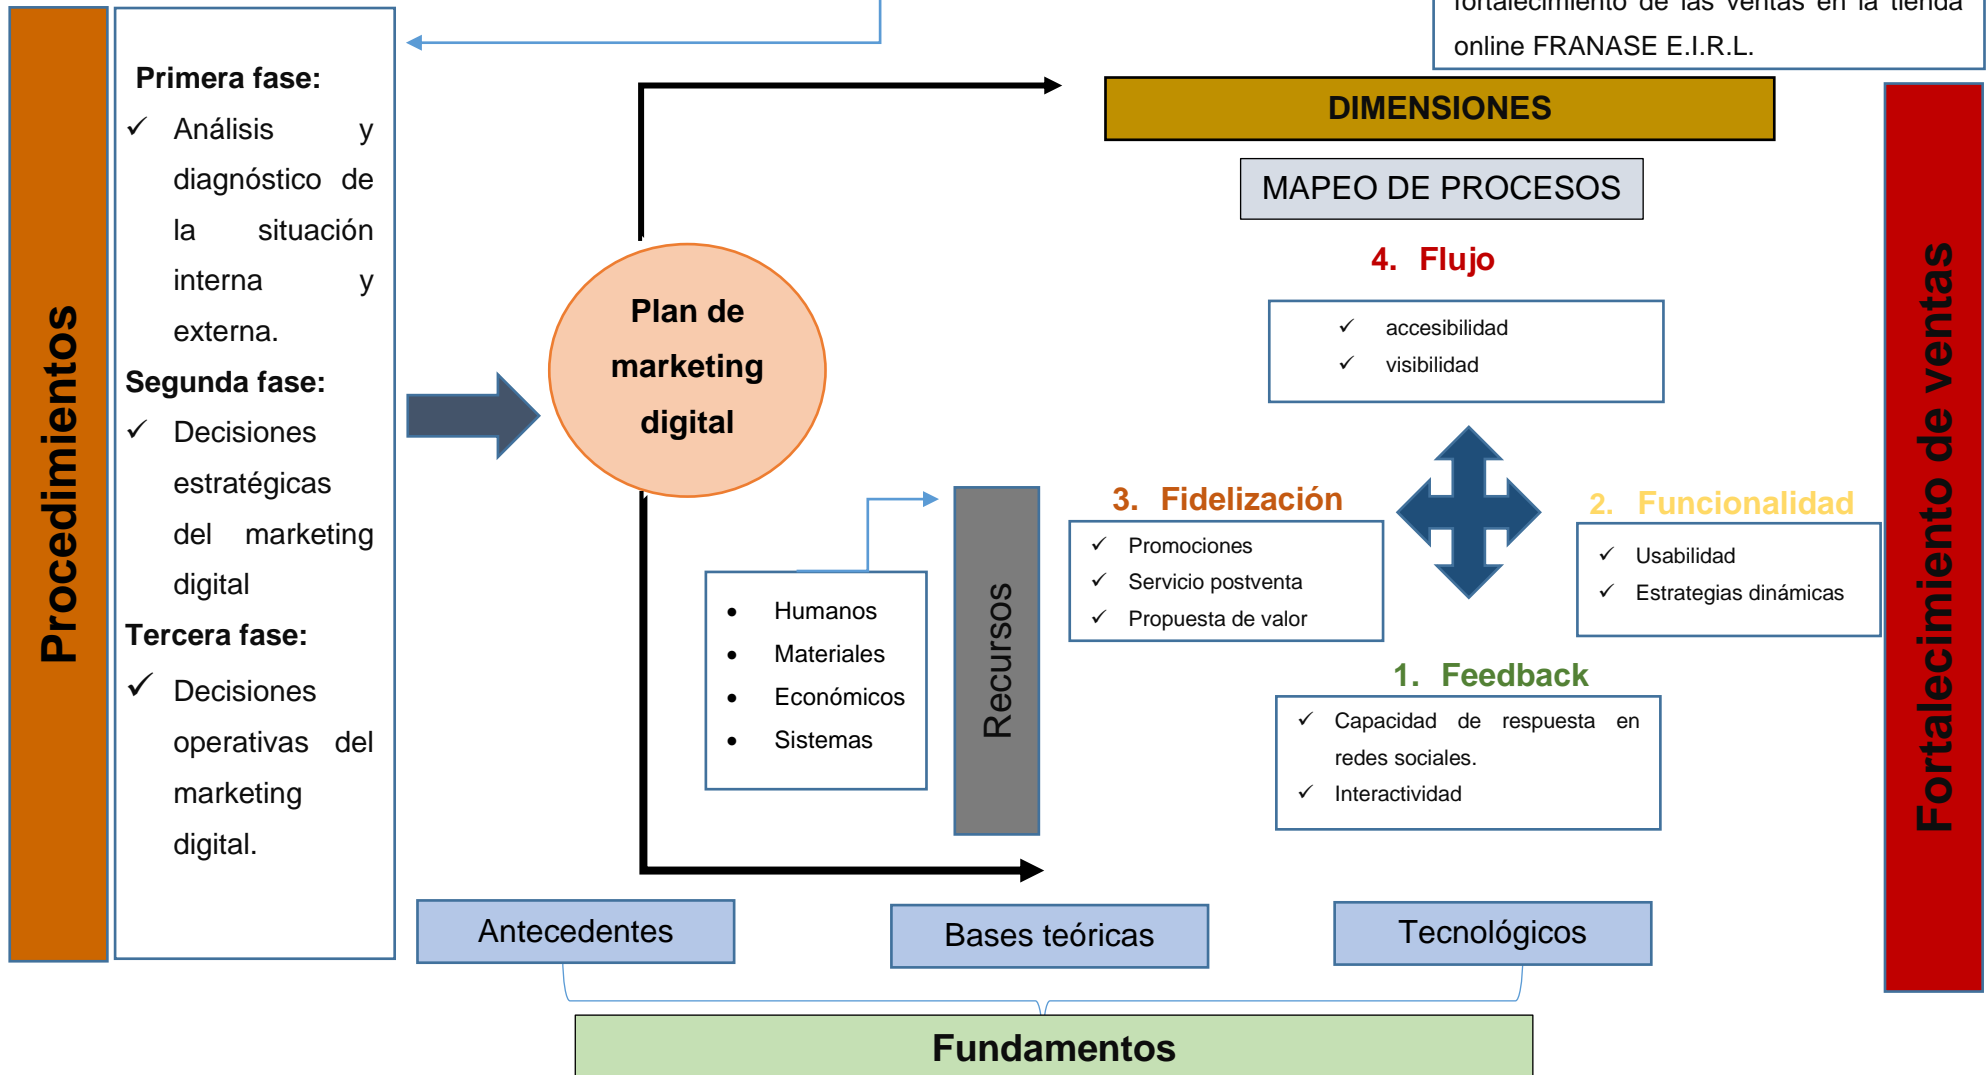 fortalecimiento de las ventas en la tienda
online FRANASE E.I.R.L.
Procedimientos
Primera fase:
✓ Análisis y
diagnóstico de
la situación
interna y
externa.
Segunda fase:
✓ Decisiones
estratégicas
del marketing
digital
Tercera fase:
✓ Decisiones
operativas del
marketing
digital.
Plan de
marketing
digital
• Humanos
• Materiales
• Económicos
• Sistemas
Recursos
DIMENSIONES
MAPEO DE PROCESOS
4. Flujo
✓ accesibilidad
✓ visibilidad
3. Fidelización
✓ Promociones
✓ Servicio postventa
✓ Propuesta de valor
2. Funcionalidad
✓ Usabilidad
✓ Estrategias dinámicas
1. Feedback
✓ Capacidad de respuesta en
redes sociales.
✓ Interactividad
Fortalecimiento de ventas
Antecedentes
Bases teóricas
Tecnológicos
Fundamentos